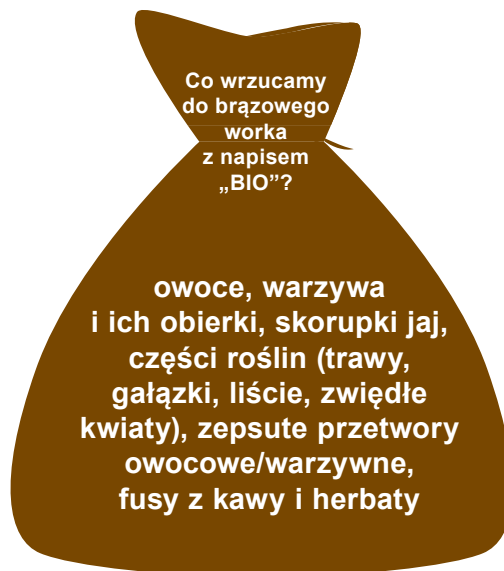 Co wrzucamy
do brązowego
worka
z napisem
„BIO”?
owoce, warzywa
i ich obierki, skorupki jaj,
części roślin (trawy,
gałązki, liście, zwiędłe
kwiaty), zepsute przetwory
owocowe/warzywne,
fusy z kawy i herbaty